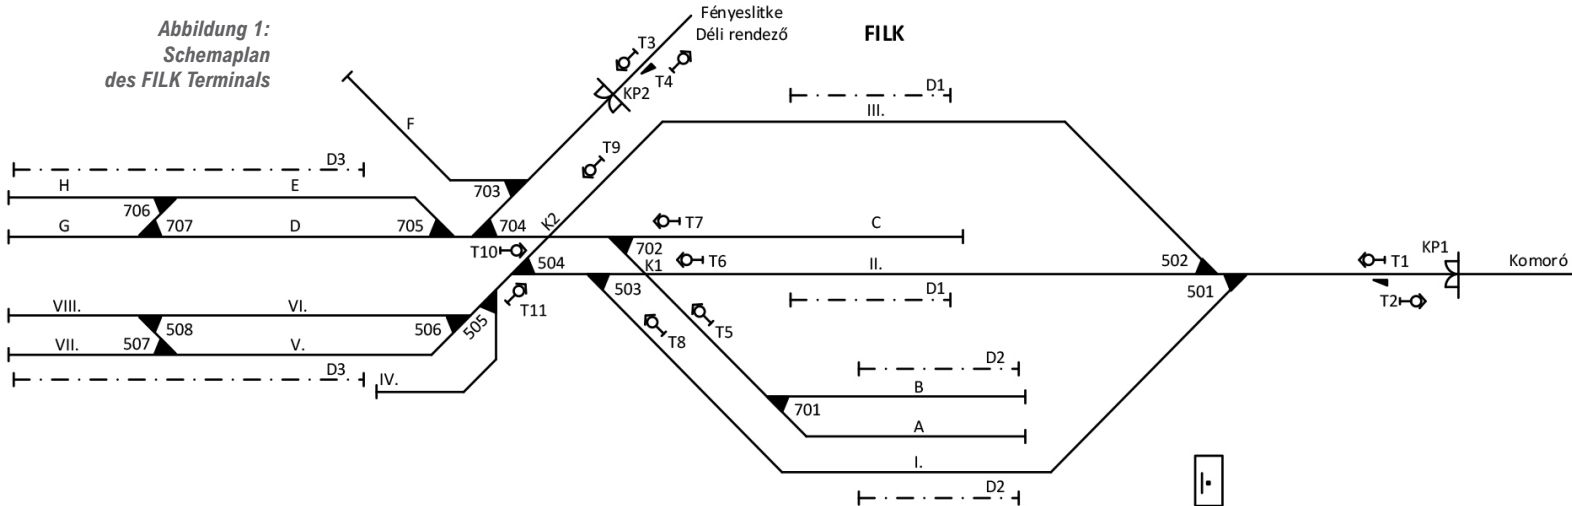 Abbildung 1:
Schemaplan
des FILK Terminals
Fényeslitke
Déli rendező
FILK
T3
T4
KP2
D1
III.
F
T9
D3
703
H
E
706
707
G
D
705
704
K2
T7
C
T10
702
T6
504
K1
II.
502
KP1
T1
Komoró
503
501
T2
D1
T11
VIII.
VI.
508
506
505
T5
T8
507
VII.
V.
D3
IV.
D2
B
701
A
I.
D2